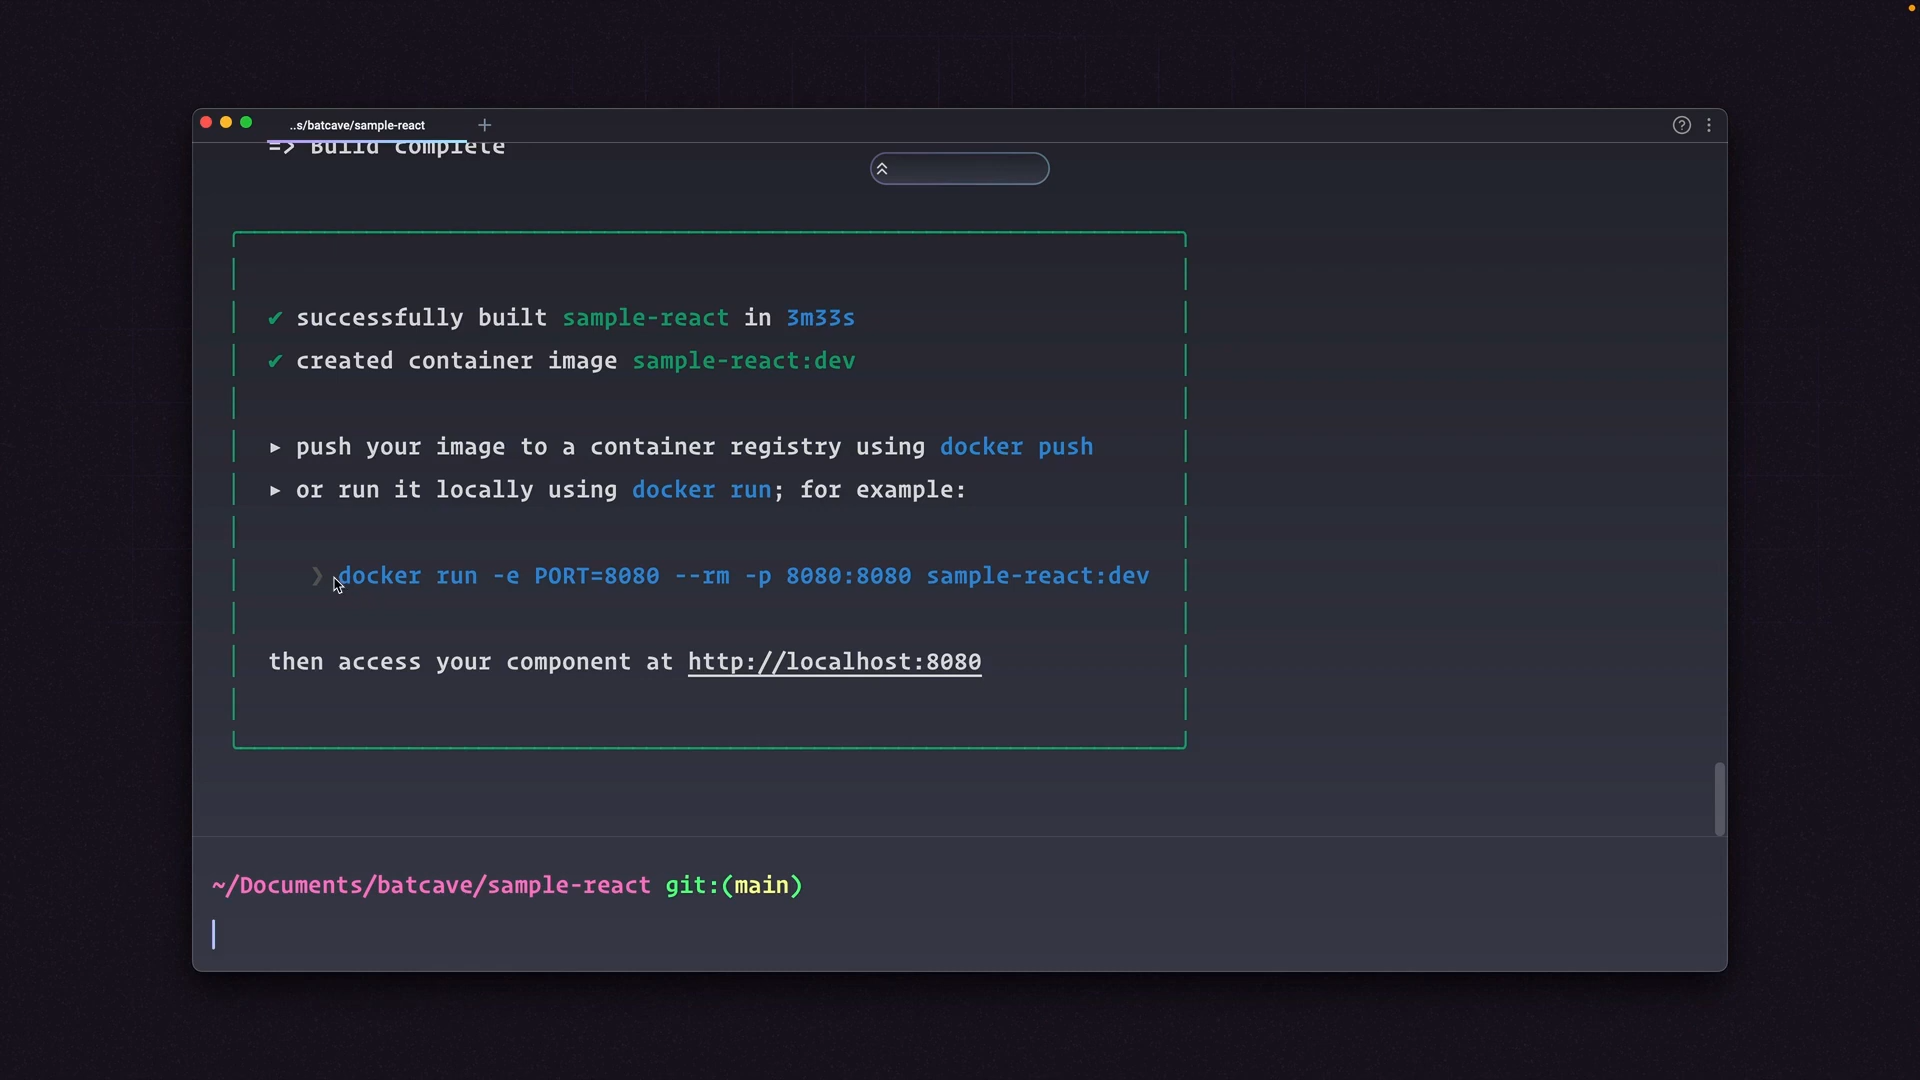 ..s/batcave/sample-react +
=> Build complete
✔ successfully built sample-react in 3m33s
✔ created container image sample-react:dev
▸ push your image to a container registry using docker push
▸ or run it locally using docker run; for example:
❯ docker run -e PORT=8080 --rm -p 8080:8080 sample-react:dev
then access your component at http://localhost:8080
~/Documents/batcave/sample-react git:(main)